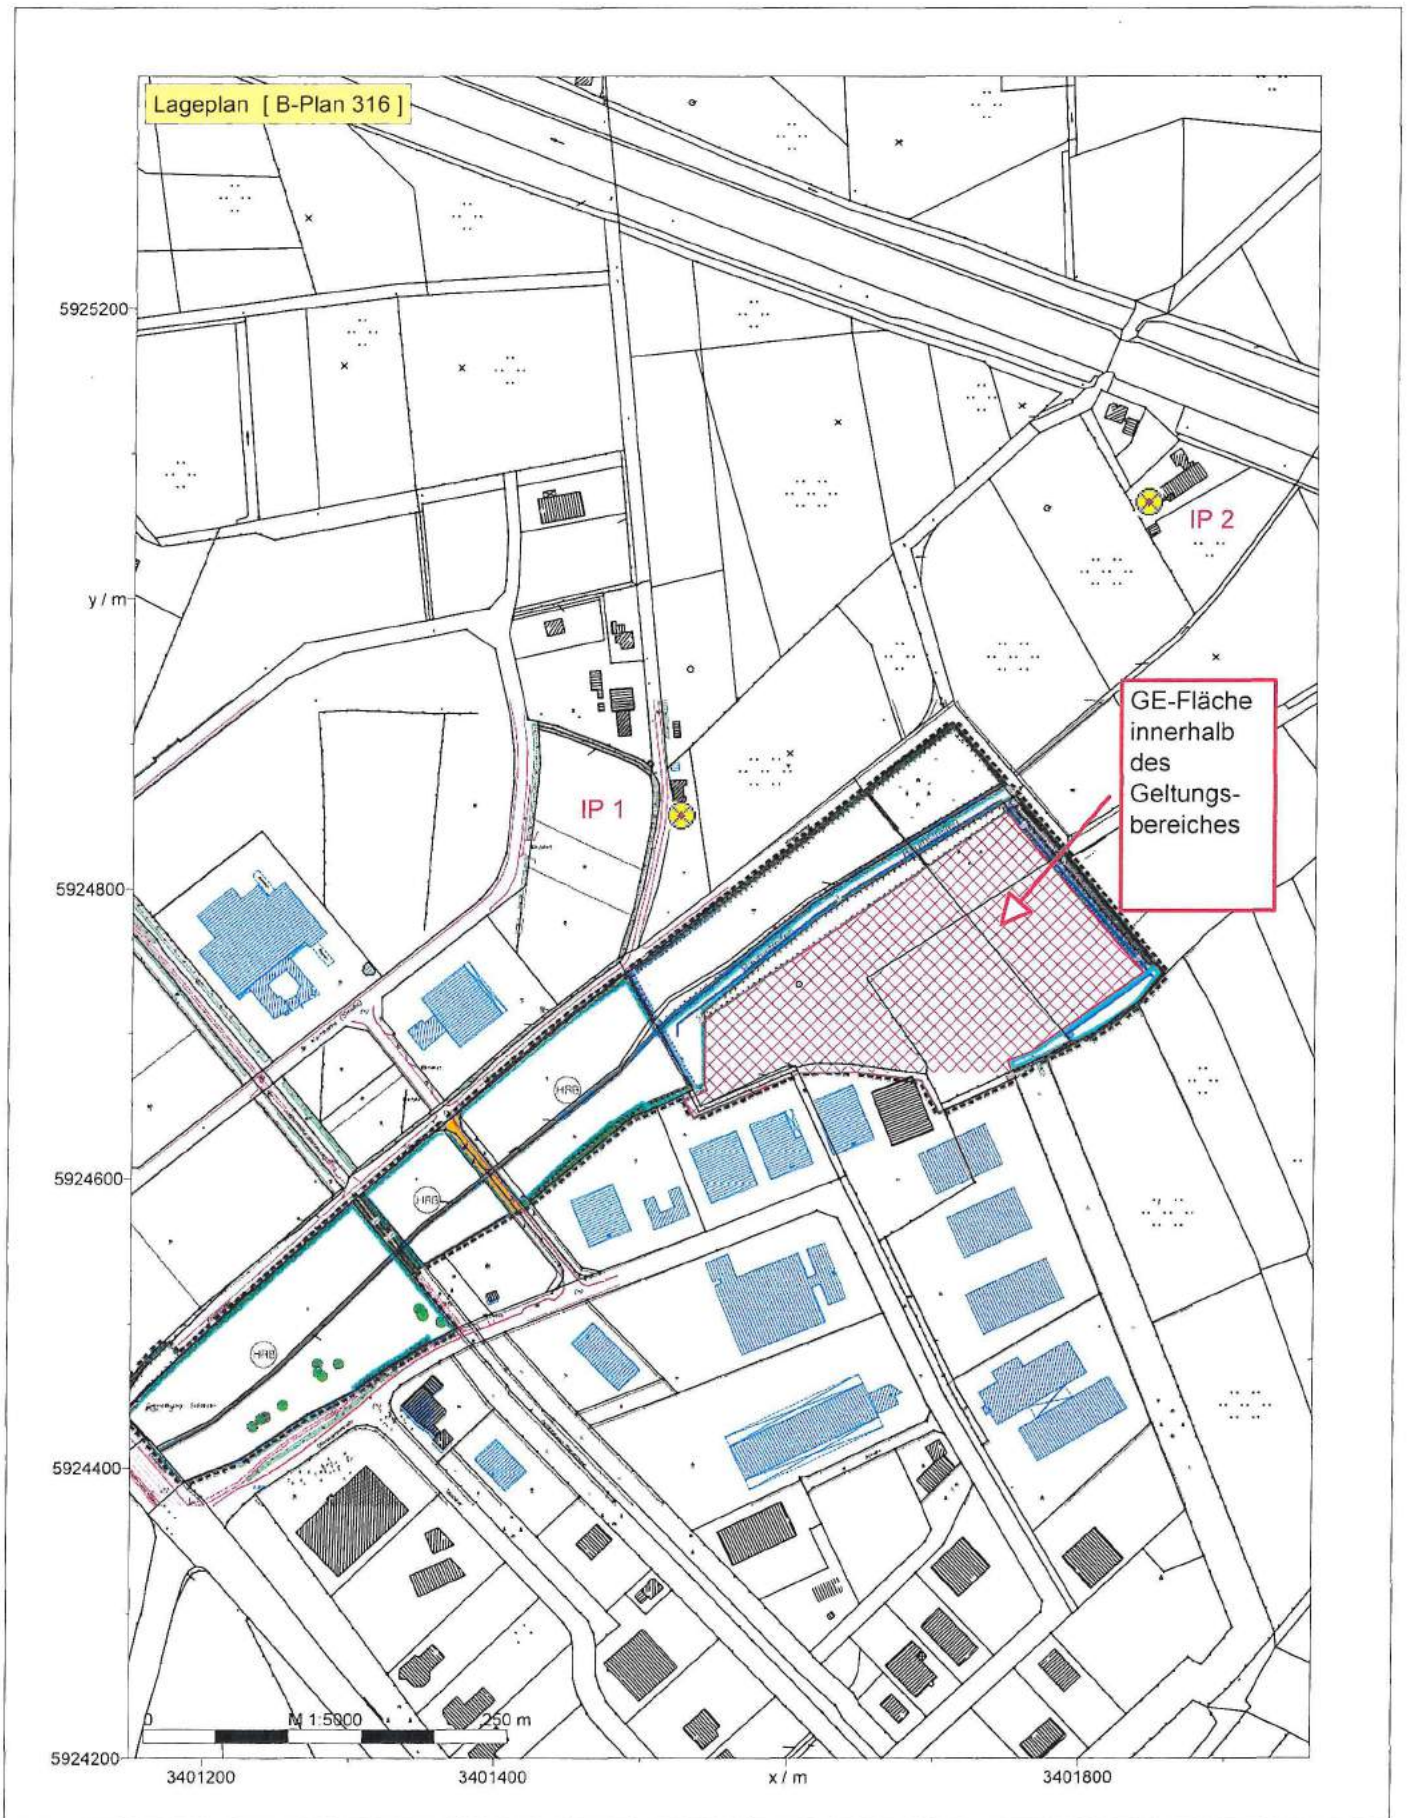 Lageplan [ B-Plan 316 ]
5925200
IP 2
y / m
GE-Fläche
innerhalb
des
Geltungs-
bereiches
IP 1
5924800
HRB
5924600
HRB
HRB
5924400
0 M 1:5000 250 m
5924200
3401200 3401400 x / m 3401800